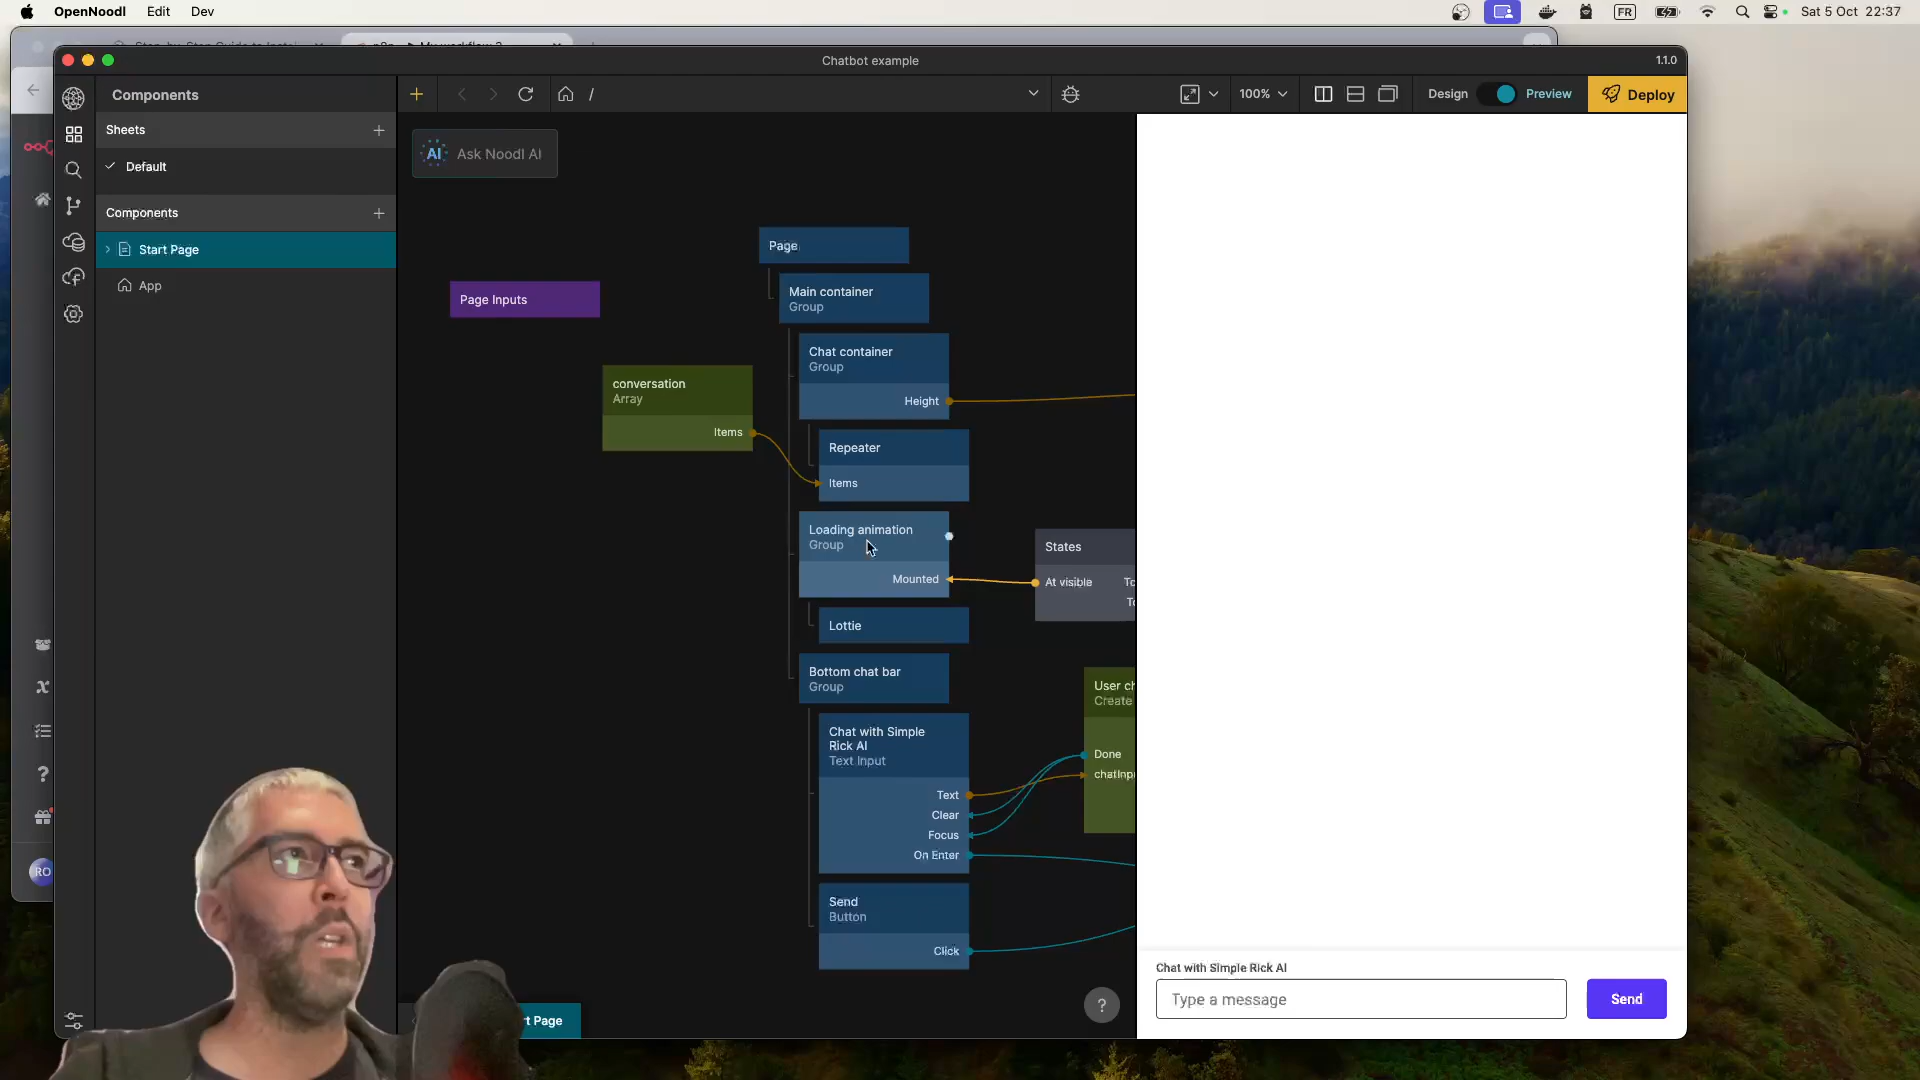 OpenNoodl Edit Dev
FR
Sat 5 Oct 22:37
Chatbot example
1.1.0
Components
/
100%
Design
Preview
Deploy
Sheets
Default
Components
Start Page
App
AI Ask Noodl AI
Page
Main container
Group
Page Inputs
Chat container
Group
Height
conversation
Array
Items
Repeater
Items
Loading animation
Group
Mounted
States
At visible
Lottie
Bottom chat bar
Group
Chat with Simple
Rick AI
Text Input
Text
Clear
Focus
On Enter
User ch
Create
Done
chatInpu
Send
Button
Click
?
rt Page
RO
Chat with Simple Rick AI
Type a message
Send